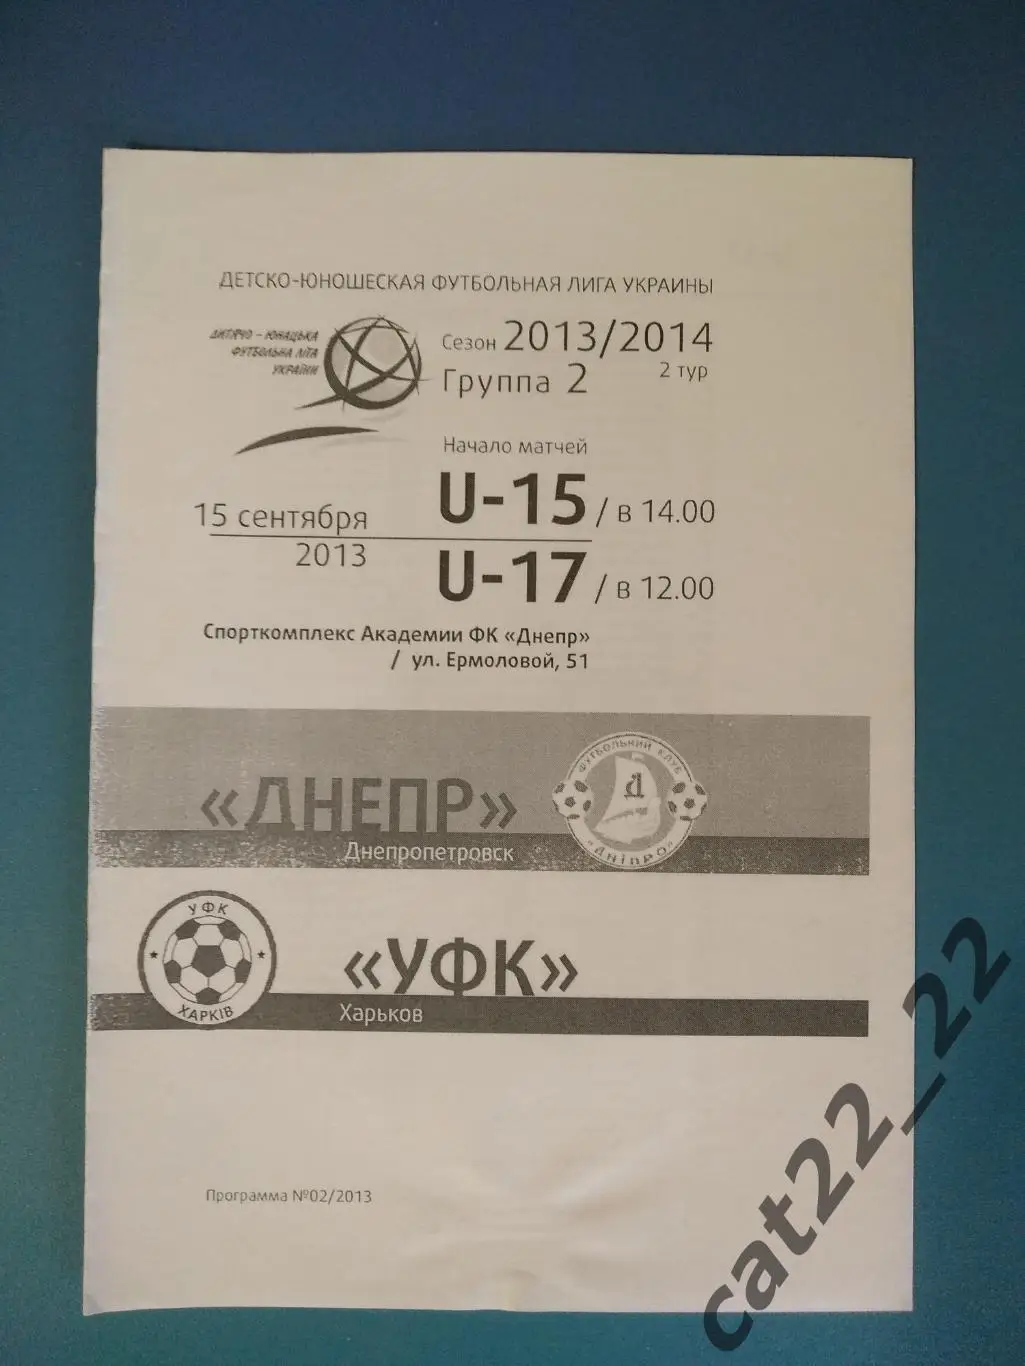 ДЕТСКО-ЮНОШЕСКАЯ ФУТБОЛЬНАЯ ЛИГА УКРАИНЫ
ДИТЯЧО – ЮНАЦЬКА
ФУТБОЛЬНА ЛІГА
УКРАЇНИ
Сезон 2013/2014
Группа 2 2 тур
Начало матчей
U-15 / в 14.00
15 сентября
2013
U-17 / в 12.00
Спорткомплекс Академии ФК «Днепр»
/ ул. Ермоловой, 51
ФУТБОЛЬНИЙ КЛУБ
Д
«Дніпро»
«ДНЕПР»
Днепропетровск
УФК
ХАРКІВ
«УФК»
Харьков
Программа №02/2013
cat22_22